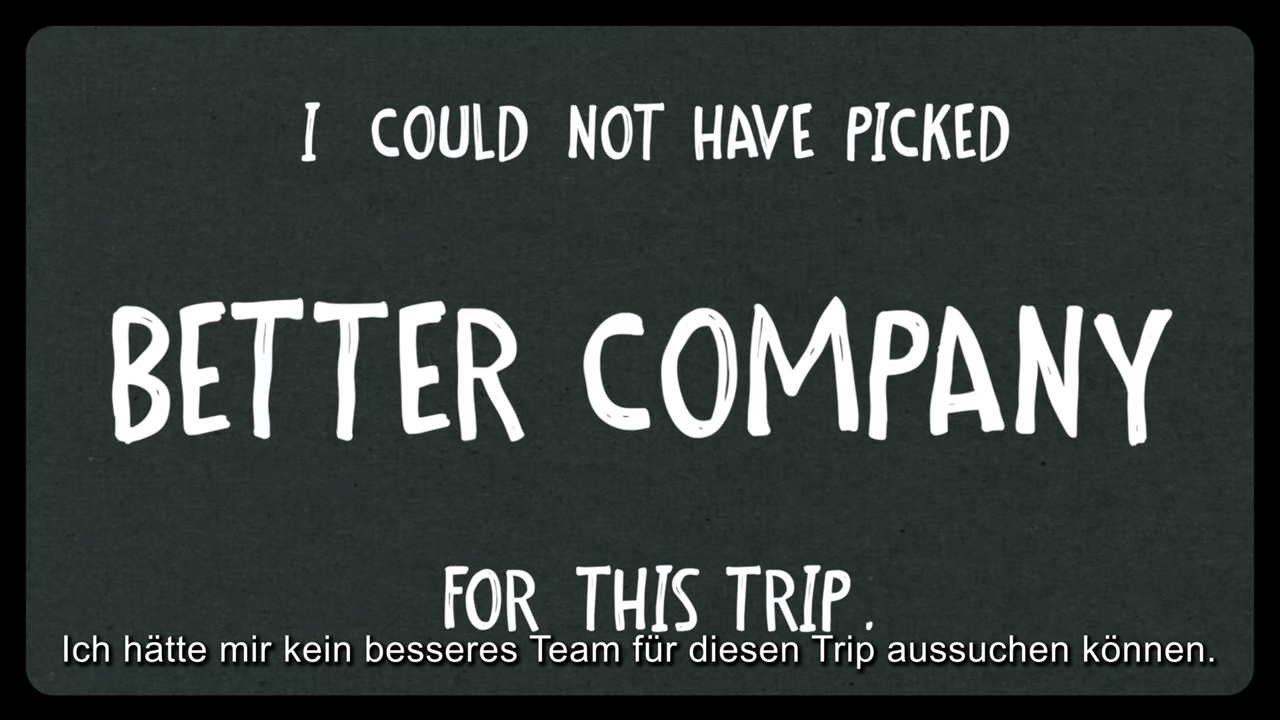 I COULD NOT HAVE PICKED
BETTER COMPANY
FOR THIS TRIP.
Ich hätte mir kein besseres Team für diesen Trip aussuchen können.